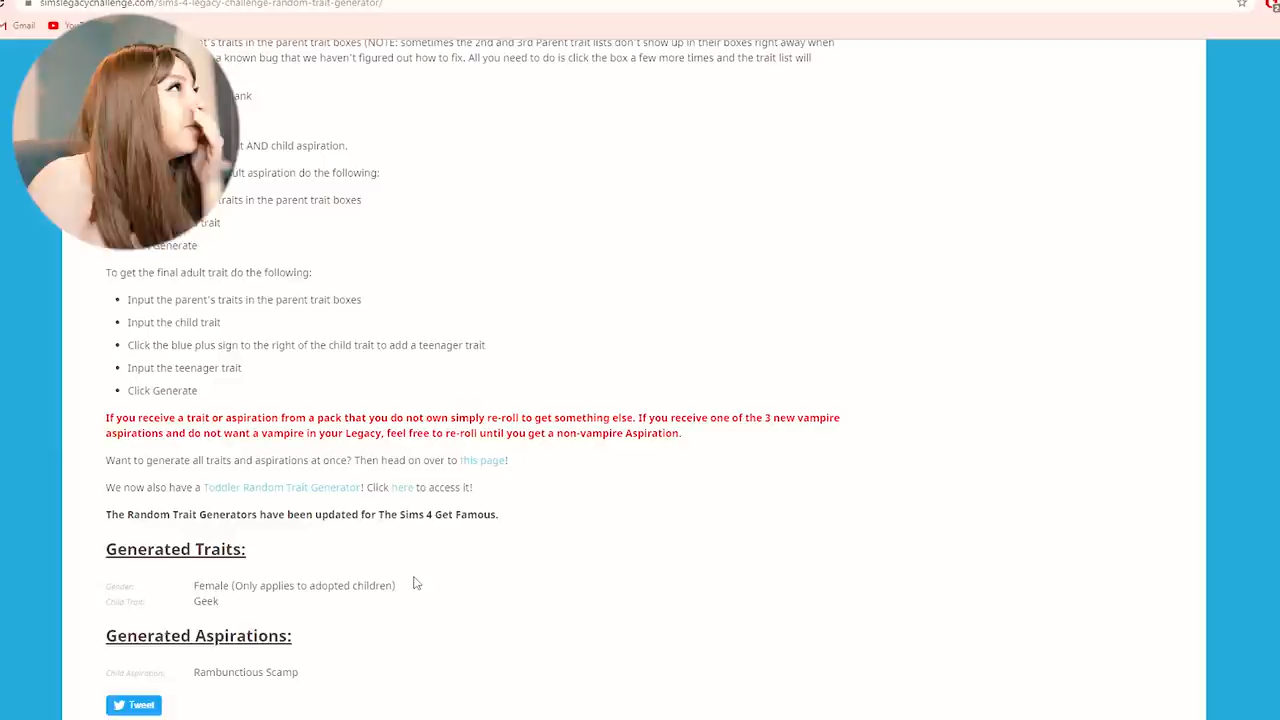 simslegacychallenge.com/sims-4-legacy-challenge-random-trait-generator/
Gmail
't's traits in the parent trait boxes (NOTE: sometimes the 2nd and 3rd Parent trait lists don't show up in their boxes right away when
a known bug that we haven't figured out how to fix. All you need to do is click the box a few more times and the trait list will
AND child aspiration.
aspiration do the following:
traits in the parent trait boxes
trait
Generate
To get the final adult trait do the following:
• Input the parent's traits in the parent trait boxes
• Input the child trait
• Click the blue plus sign to the right of the child trait to add a teenager trait
• Input the teenager trait
• Click Generate
If you receive a trait or aspiration from a pack that you do not own simply re-roll to get something else. If you receive one of the 3 new vampire
aspirations and do not want a vampire in your Legacy, feel free to re-roll until you get a non-vampire Aspiration.
Want to generate all traits and aspirations at once? Then head on over to this page!
We now also have a Toddler Random Trait Generator! Click here to access it!
The Random Trait Generators have been updated for The Sims 4 Get Famous.
Generated Traits:
Gender: Female (Only applies to adopted children)
Child Trait: Geek
Generated Aspirations:
Child Aspiration: Rambunctious Scamp
Tweet